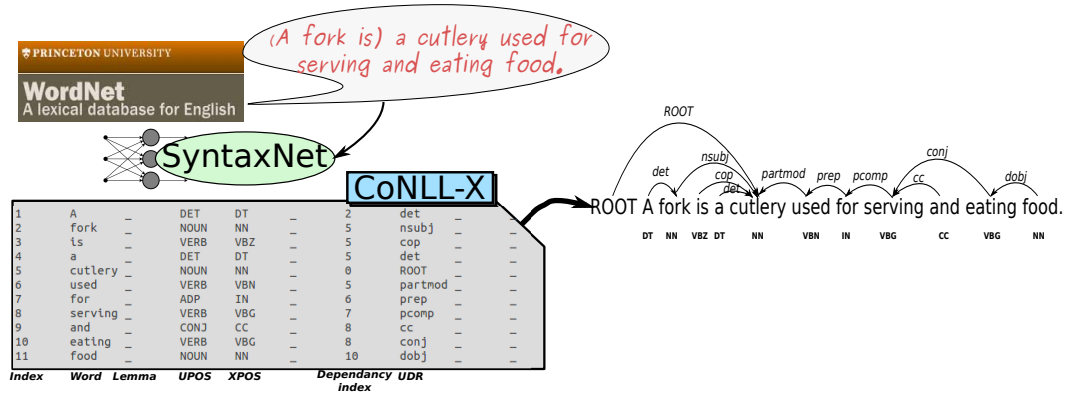 (A fork is) a cutlery used for
serving and eating food.
PRINCETON UNIVERSITY
WordNet
A lexical database for English
SyntaxNet
CoNLL-X
1 A _ DET DT _ 2 det _ _
2 fork _ NOUN NN _ 5 nsubj _ _
3 is _ VERB VBZ _ 5 cop _ _
4 a _ DET DT _ 5 det _ _
5 cutlery _ NOUN NN _ 0 ROOT _ _
6 used _ VERB VBN _ 5 partmod _ _
7 for _ ADP IN _ 6 prep _ _
8 serving _ VERB VBG _ 7 pcomp _ _
9 and _ CONJ CC _ 8 cc _ _
10 eating _ VERB VBG _ 8 conj _ _
11 food _ NOUN NN _ 10 dobj _ _
Index Word Lemma UPOS XPOS Dependancy index UDR
ROOT
det nsubj cop det partmod prep pcomp cc conj dobj
ROOT A fork is a cutlery used for serving and eating food.
DT NN VBZ DT NN VBN IN VBG CC VBG NN